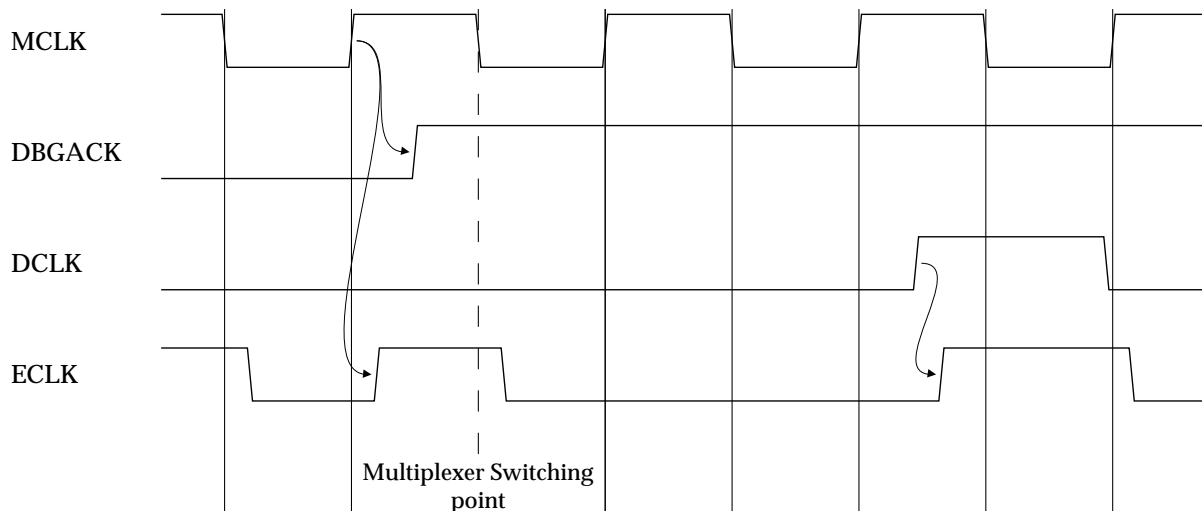 MCLK
DBGACK
DCLK
ECLK
Multiplexer Switching
point